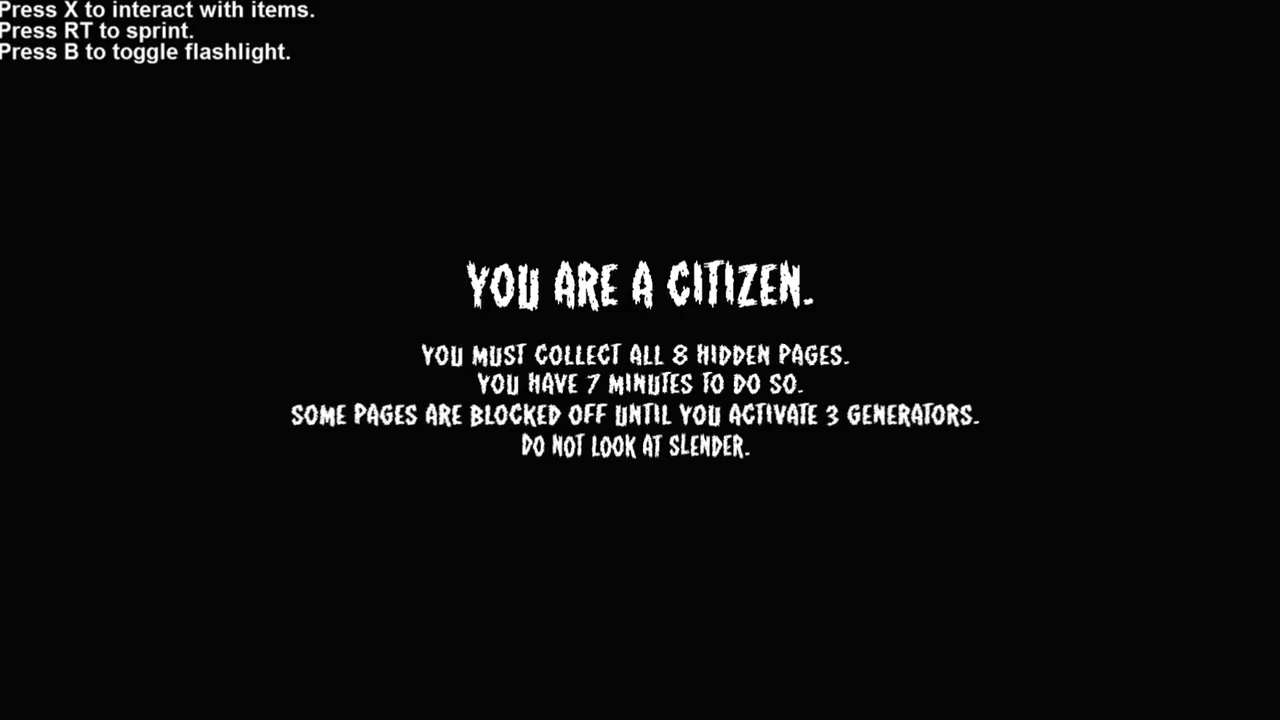 Press X to interact with items.
Press RT to sprint.
Press B to toggle flashlight.
YOU ARE A CITIZEN.
YOU MUST COLLECT ALL 8 HIDDEN PAGES.
YOU HAVE 7 MINUTES TO DO SO.
SOME PAGES ARE BLOCKED OFF UNTIL YOU ACTIVATE 3 GENERATORS.
DO NOT LOOK AT SLENDER.